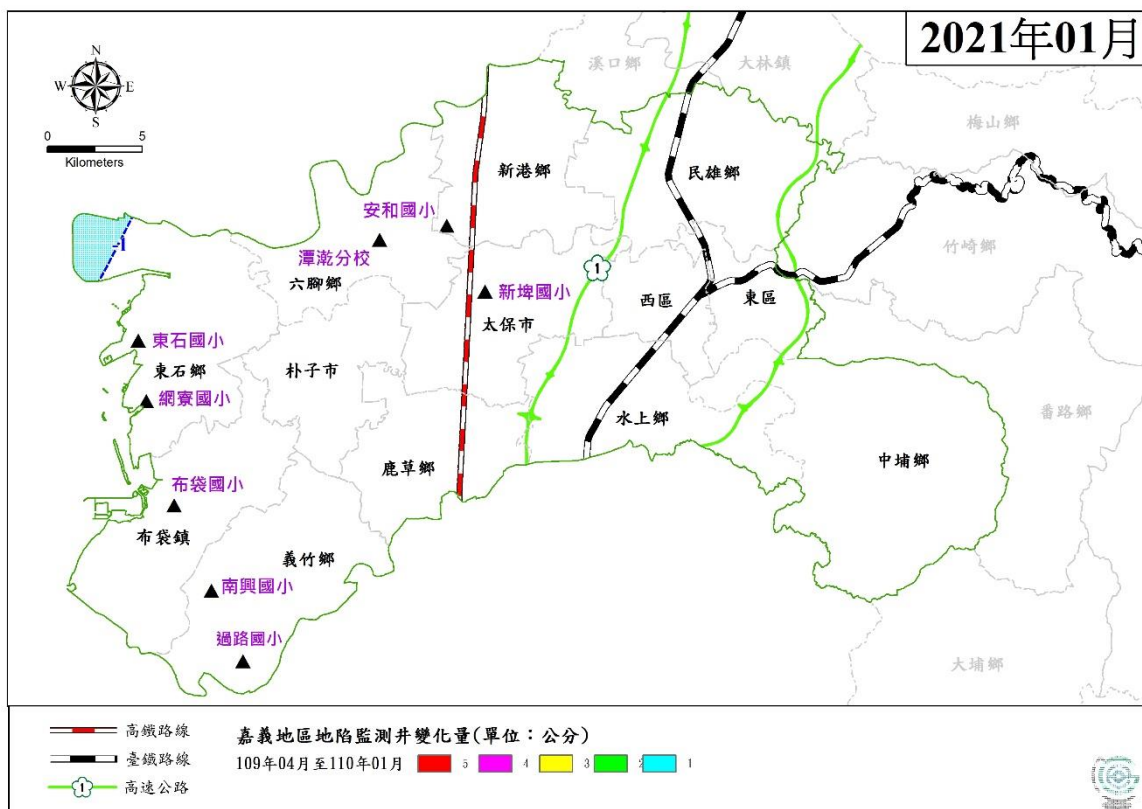 2021年01月
N
W E
S
0 5
Kilometers
溪口鄉
大林鎮
梅山鄉
新港鄉
民雄鄉
安和國小
潭墘分校
竹崎鄉
-1
六腳鄉
新埤國小
1
西區
東區
太保市
東石國小
東石鄉
朴子市
網寮國小
番路鄉
水上鄉
鹿草鄉
中埔鄉
布袋國小
布袋鎮
義竹鄉
南興國小
過路國小
大埔鄉
高鐵路線
臺鐵路線
1 高速公路
嘉義地區地陷監測井變化量(單位:公分)
109年04月至110年01月 5 4 3 2 1